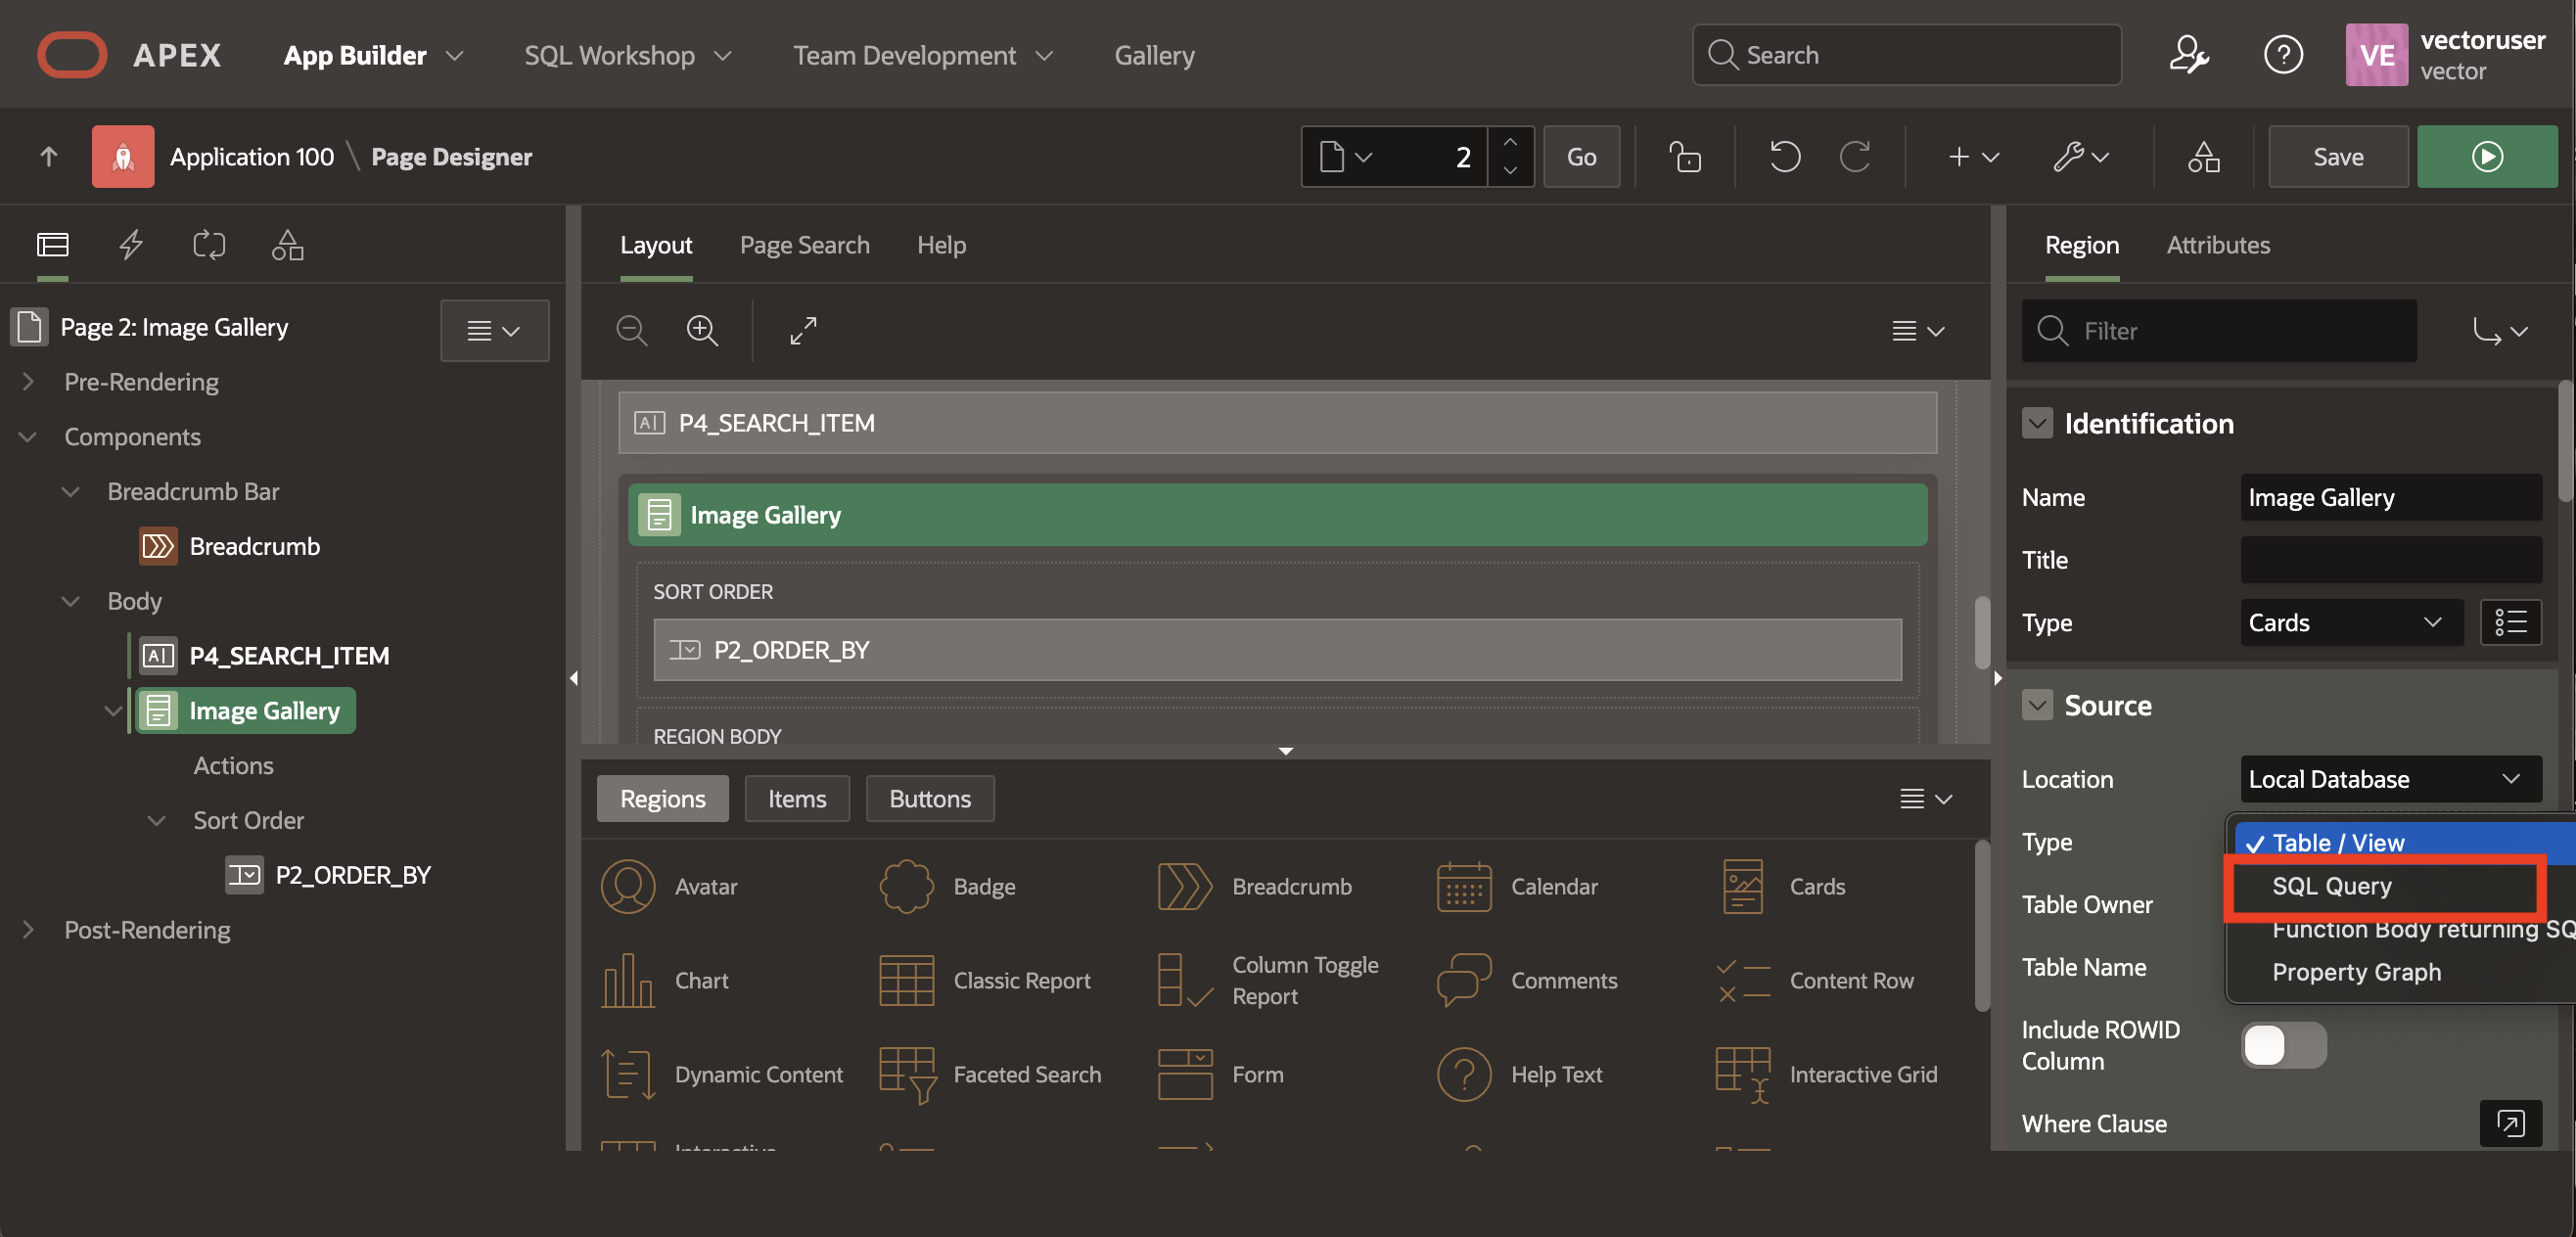 APEX App Builder SQL Workshop Team Development Gallery Search VE vectoruser
vector
Application 100 \ Page Designer 2 Go Save
Page 2: Image Gallery
Pre-Rendering
Components
Breadcrumb Bar
Breadcrumb
Body
P4_SEARCH_ITEM
Image Gallery
Actions
Sort Order
P2_ORDER_BY
Post-Rendering
Layout Page Search Help
P4_SEARCH_ITEM
Image Gallery
SORT ORDER
P2_ORDER_BY
REGION BODY
Regions Items Buttons
Avatar Badge Breadcrumb Calendar Cards
Chart Classic Report Column Toggle Report Comments Content Row
Dynamic Content Faceted Search Form Help Text Interactive Grid
Interactive
Region Attributes
Filter
Identification
Name Image Gallery
Title
Type Cards
Source
Location Local Database
Type ✓ Table / View
SQL Query
Table Owner
Function Body returning SQ
Table Name
Property Graph
Include ROWID
Column
Where Clause